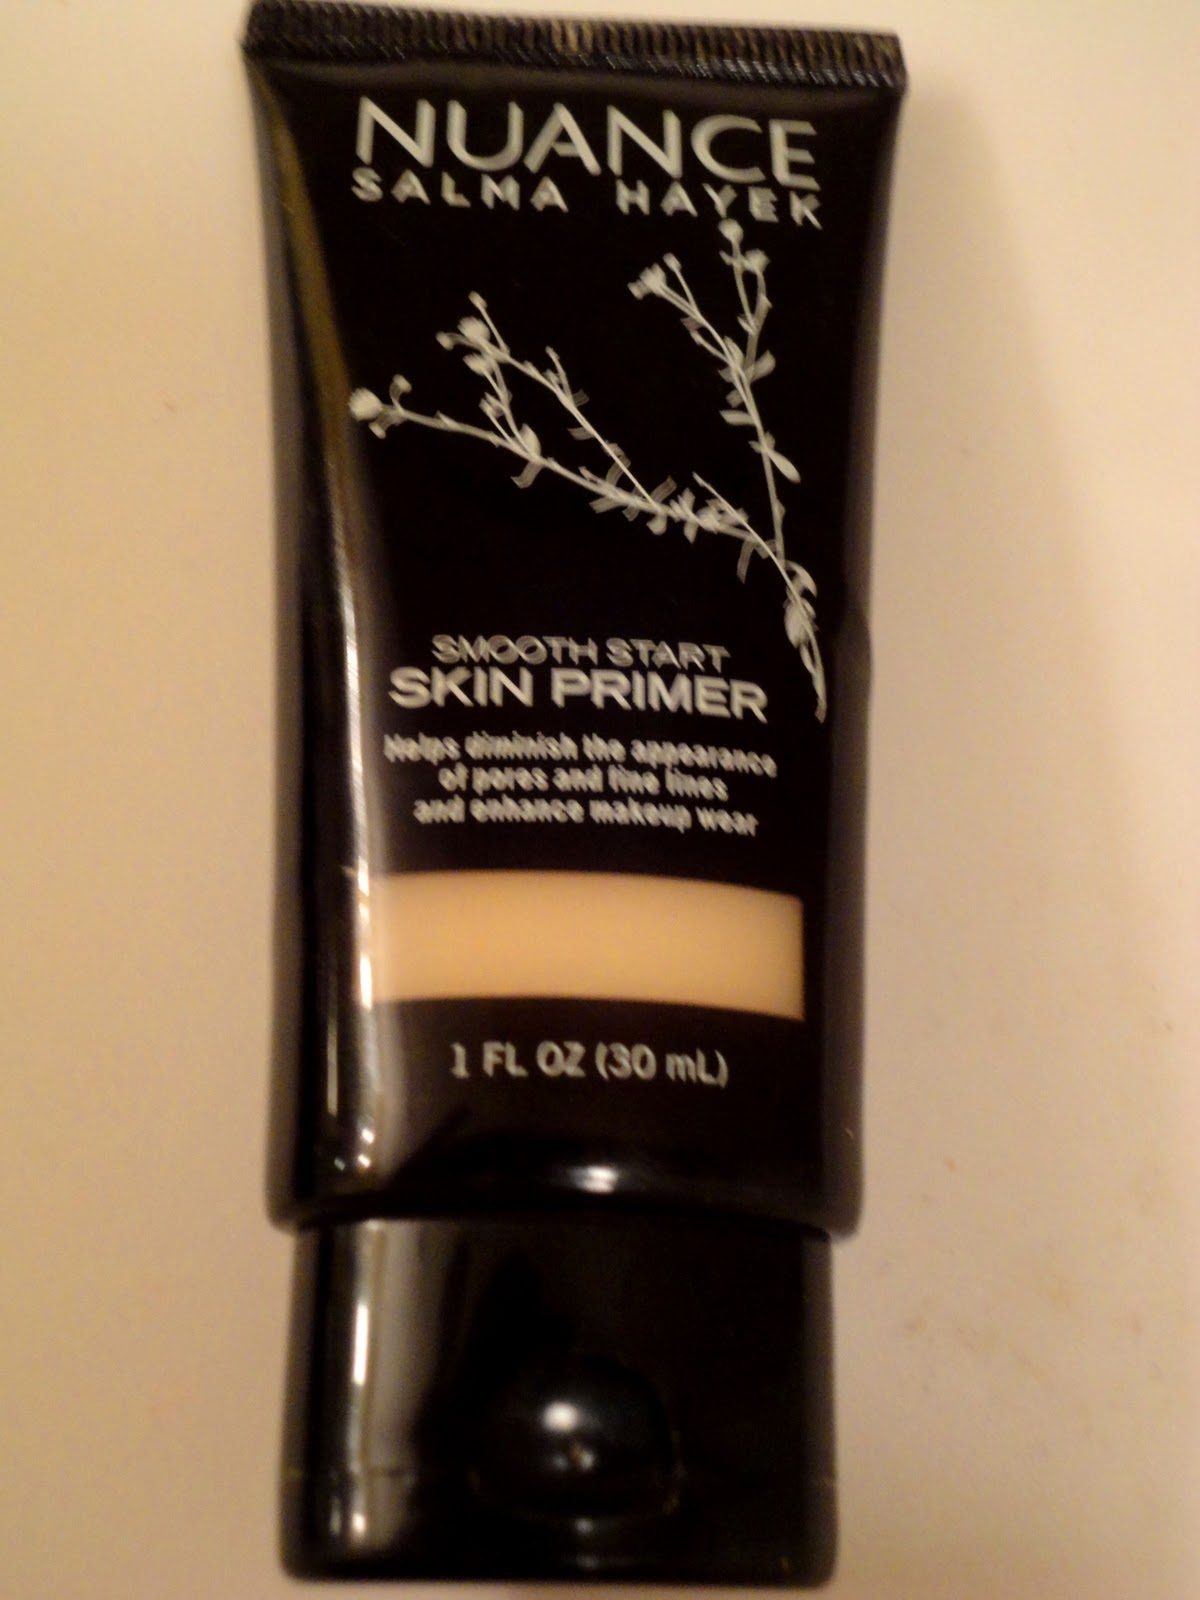 NUANCE
SALMA HAYEK
SMOOTH START
SKIN PRIMER
Helps diminish the appearance
of pores and fine lines
and enhance makeup wear
1 FL OZ (30 mL)